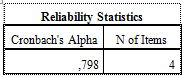 Reliability Statistics
Cronbach's Alpha N of Items
,798 4